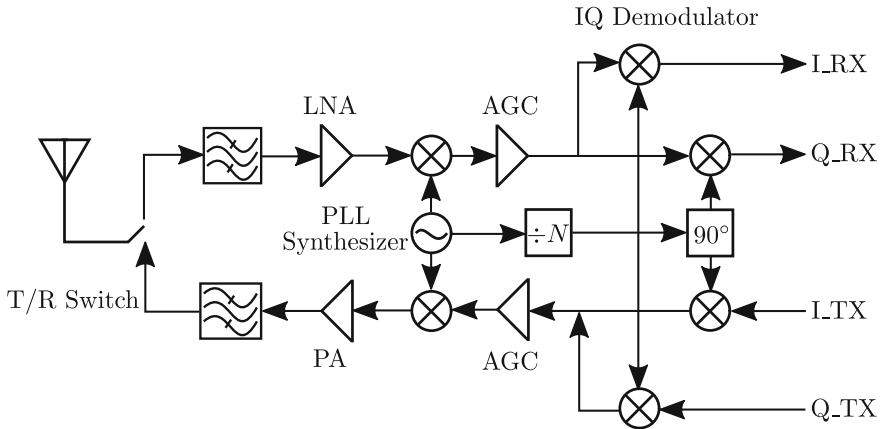 IQ Demodulator
I_RX
LNA
AGC
Q_RX
PLL
Synthesizer
÷N
90°
T/R Switch
I_TX
PA
AGC
Q_TX